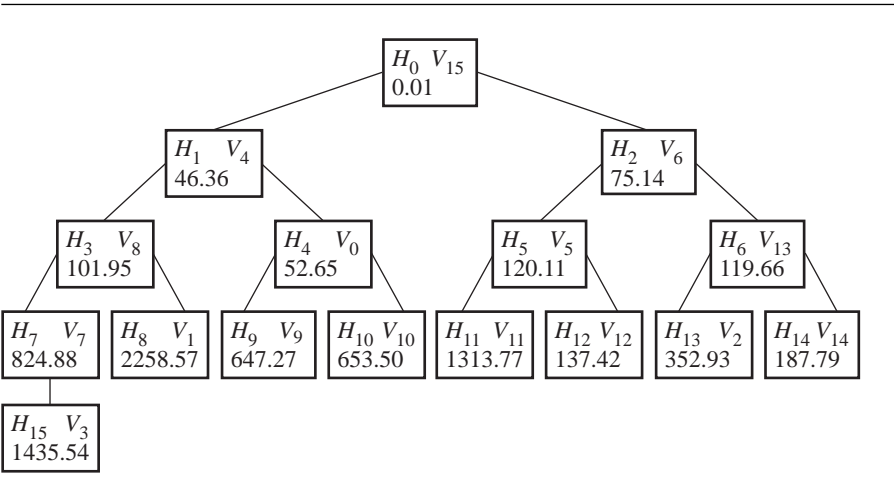 H₀ V₁₅
0.01
H₁ V₄
46.36
H₂ V₆
75.14
H₃ V₈
101.95
H₄ V₀
52.65
H₅ V₅
120.11
H₆ V₁₃
119.66
H₇ V₇
824.88
H₈ V₁
2258.57
H₉ V₉
647.27
H₁₀ V₁₀
653.50
H₁₁ V₁₁
1313.77
H₁₂ V₁₂
137.42
H₁₃ V₂
352.93
H₁₄ V₁₄
187.79
H₁₅ V₃
1435.54